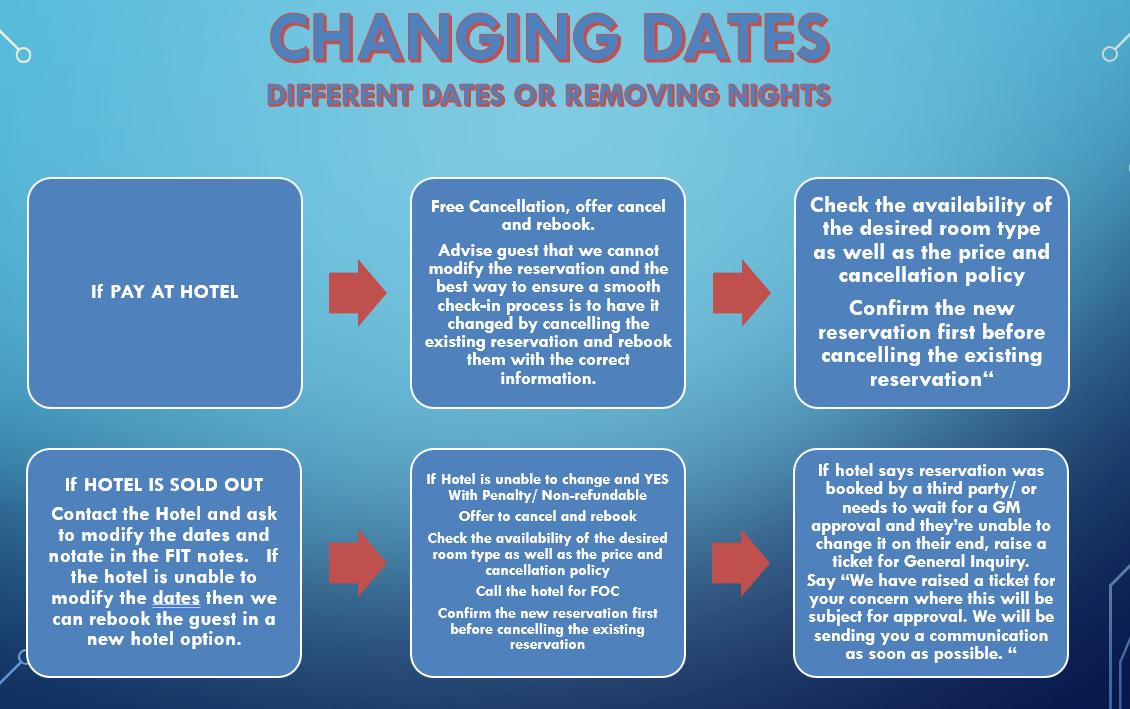 CHANGING DATES
DIFFERENT DATES OR REMOVING NIGHTS
If PAY AT HOTEL
Free Cancellation, offer cancel
and rebook.
Advise guest that we cannot
modify the reservation and the
best way to ensure a smooth
check-in process is to have it
changed by cancelling the
existing reservation and rebook
them with the correct
information.
Check the availability of
the desired room type
as well as the price and
cancellation policy
Confirm the new
reservation first before
cancelling the existing
reservation“
If HOTEL IS SOLD OUT
Contact the Hotel and ask
to modify the dates and
notate in the FIT notes.   If
the hotel is unable to
modify the dates then we
can rebook the guest in a
new hotel option.
If Hotel is unable to change and YES
With Penalty/ Non-refundable
Offer to cancel and rebook
Check the availability of the desired
room type as well as the price and
cancellation policy
Call the hotel for FOC
Confirm the new reservation first
before cancelling the existing
reservation
If hotel says reservation was
booked by a third party/ or
needs to wait for a GM
approval and they’re unable to
change it on their end, raise a
ticket for General Inquiry.
Say “We have raised a ticket for
your concern where this will be
subject for approval. We will be
sending you a communication
as soon as possible. “